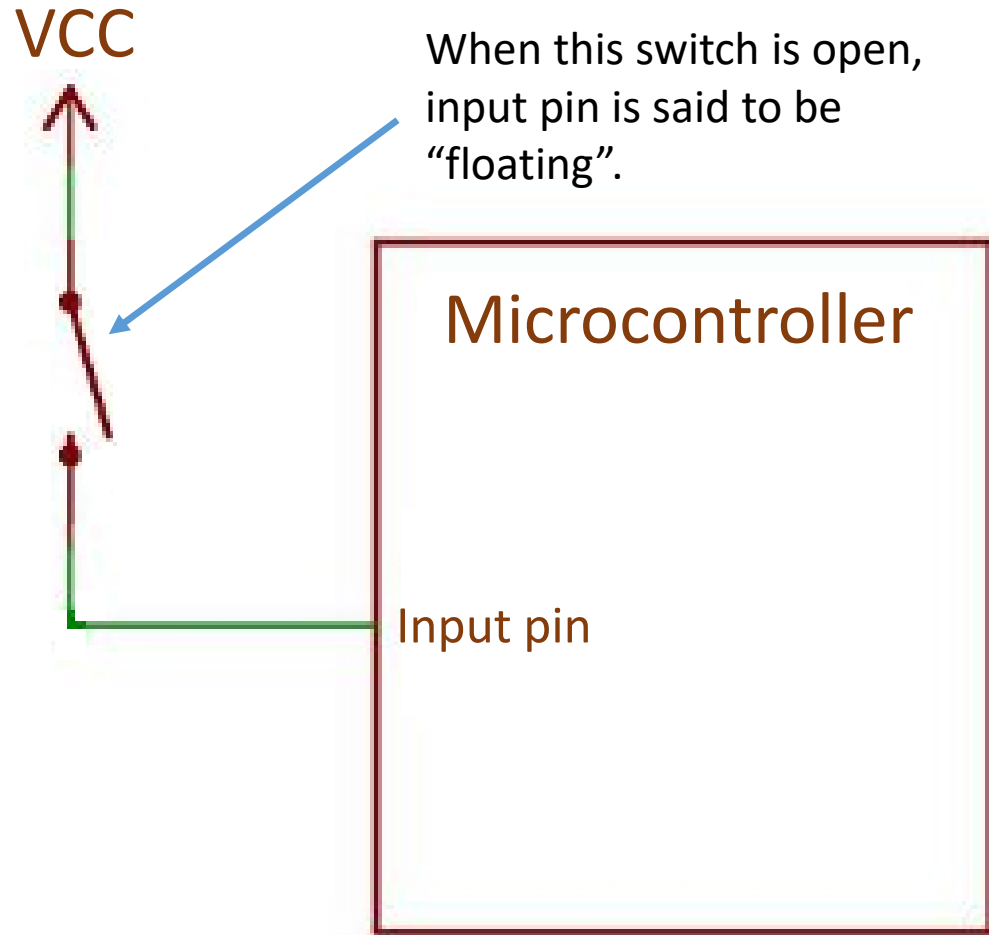 VCC
When this switch is open,
input pin is said to be
“floating”.
Microcontroller
Input pin